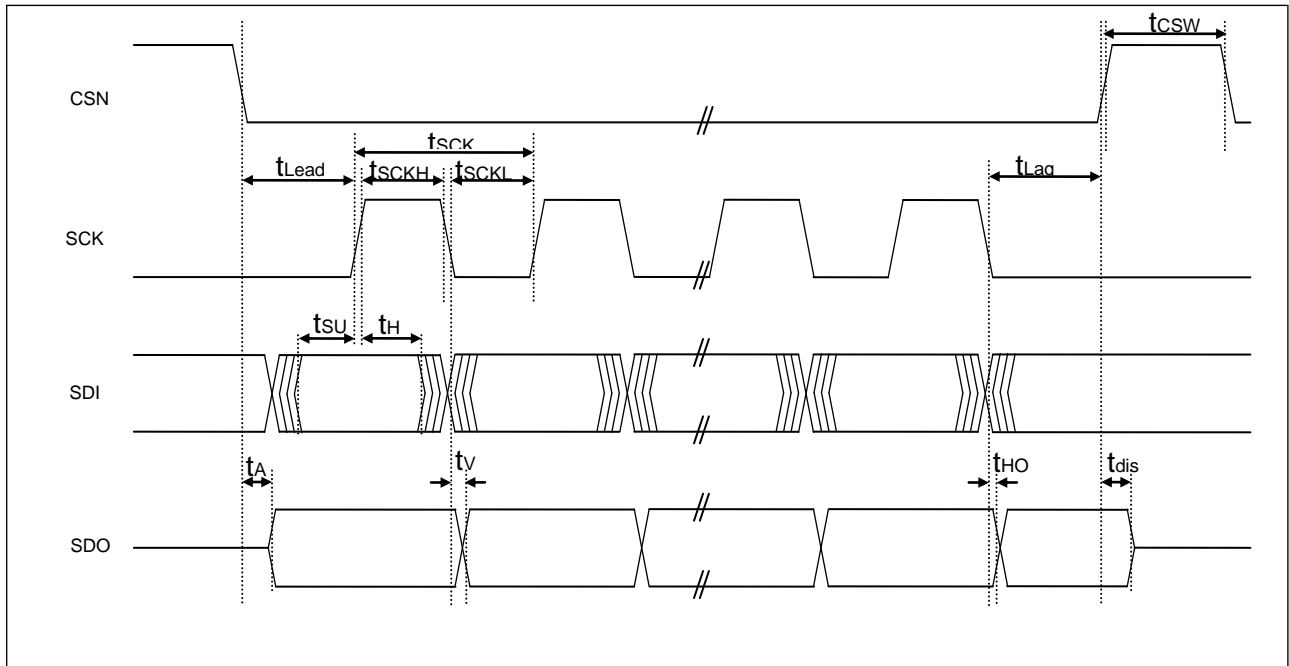 tCSW
CSN
tSCK
tLead
tSCKH
tSCKL
tLag
SCK
tSU
tH
SDI
tA
tV
tHO
tdis
SDO